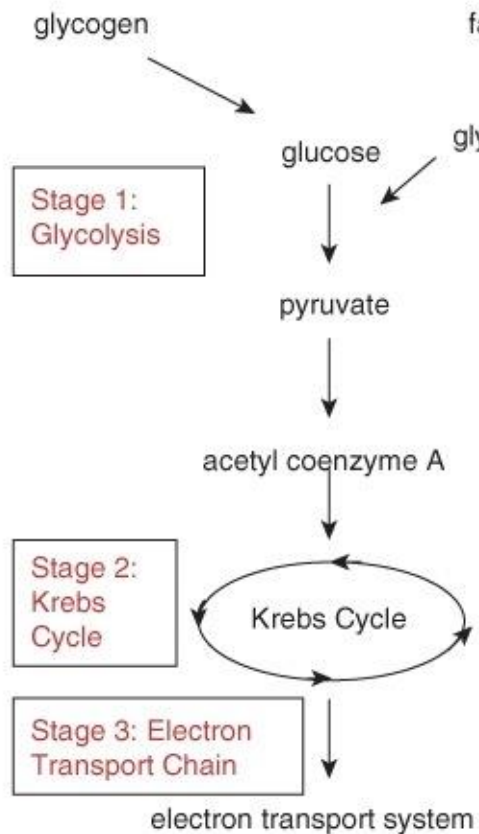 glycogen
glucose
Stage 1:
Glycolysis
pyruvate
acetyl coenzyme A
Stage 2:
Krebs
Cycle
Krebs Cycle
Stage 3: Electron
Transport Chain
electron transport system